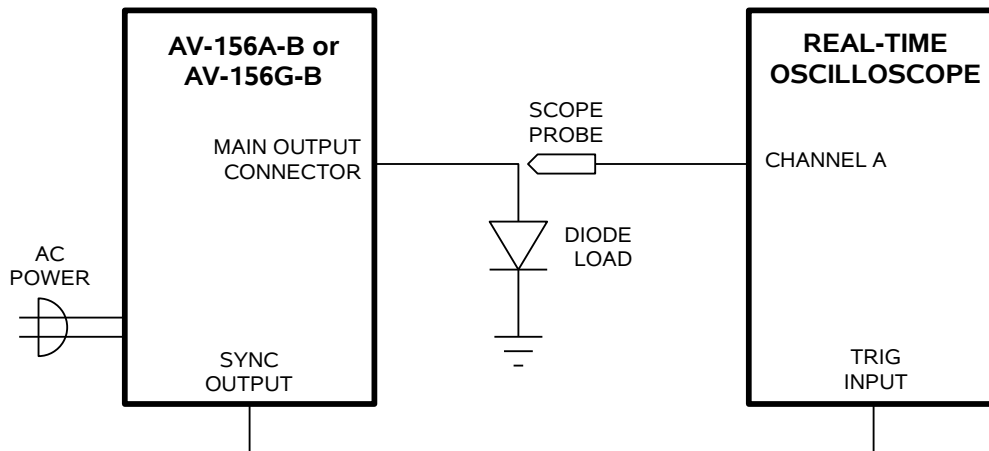 AV-156A-B or
AV-156G-B
MAIN OUTPUT
CONNECTOR
AC
POWER
SYNC
OUTPUT
SCOPE
PROBE
DIODE
LOAD
REAL-TIME
OSCILLOSCOPE
CHANNEL A
TRIG
INPUT